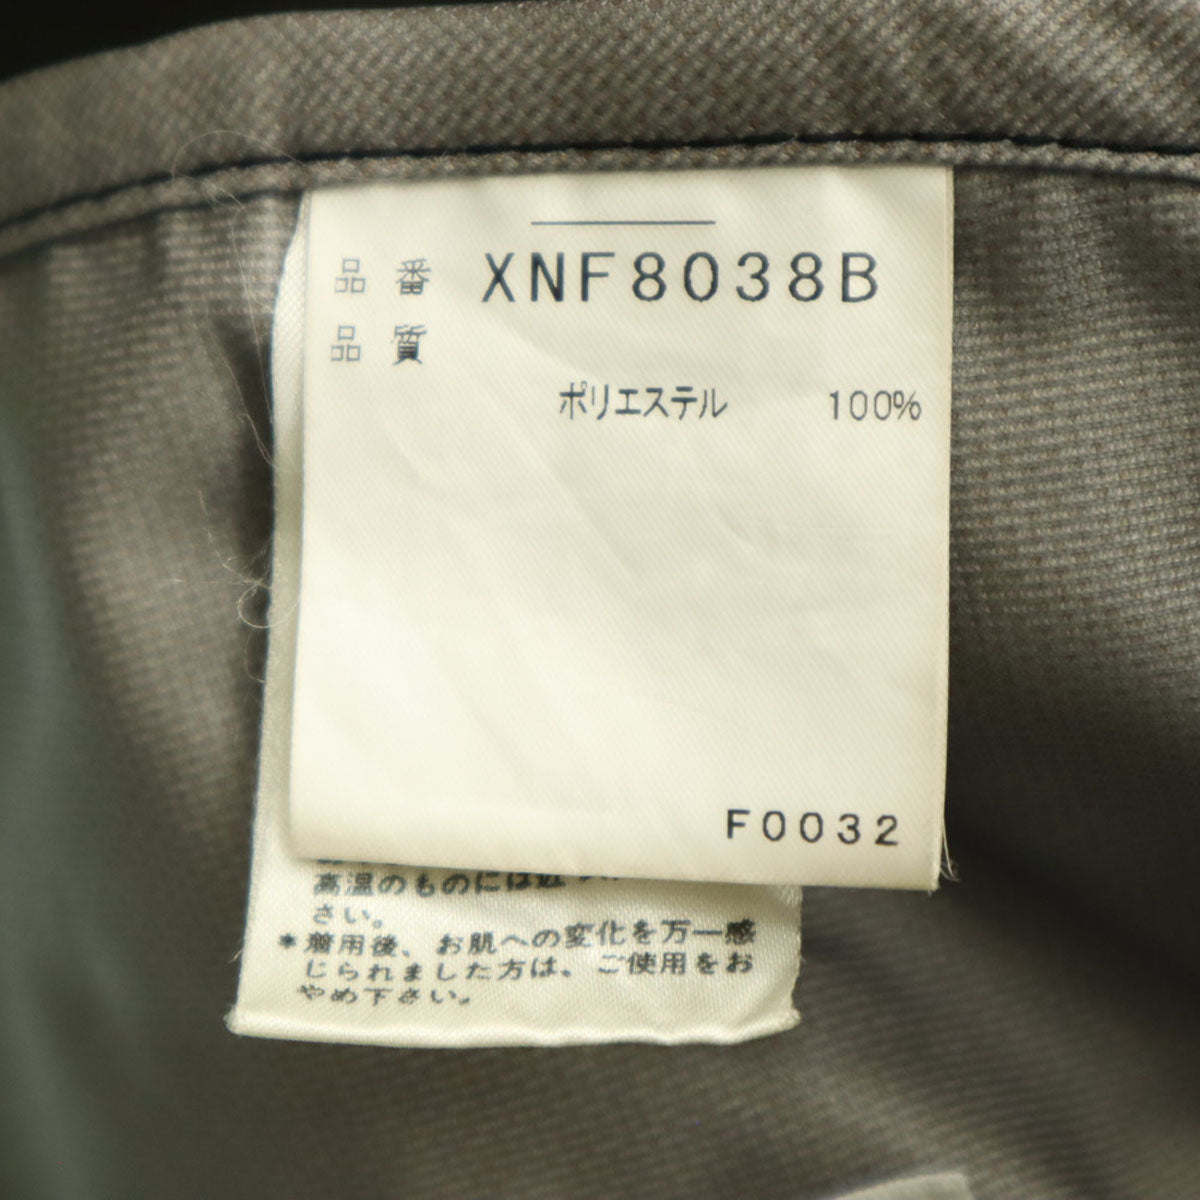 品番 XNF8038B
品質
ポリエステル 100%
F0032
高温のものには近
さい。
*着用後、お肌への変化を万一感
じられました方は、ご使用をお
やめ下さい。